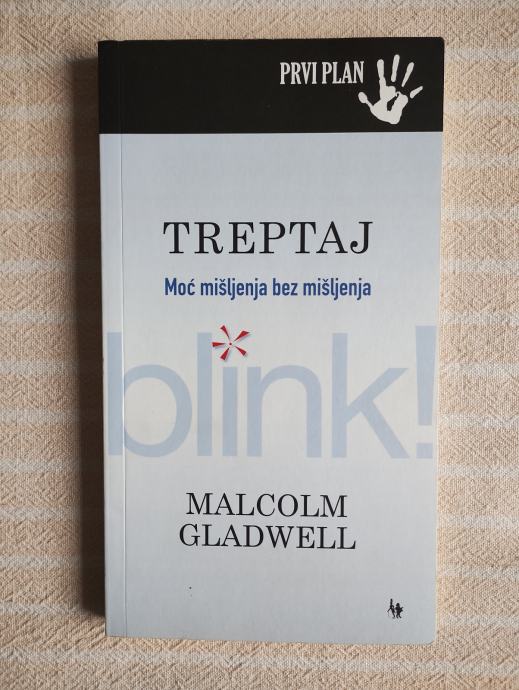 PRVI PLAN
TREPTAJ
Moć mišljenja bez mišljenja
blink!
MALCOLM
GLADWELL